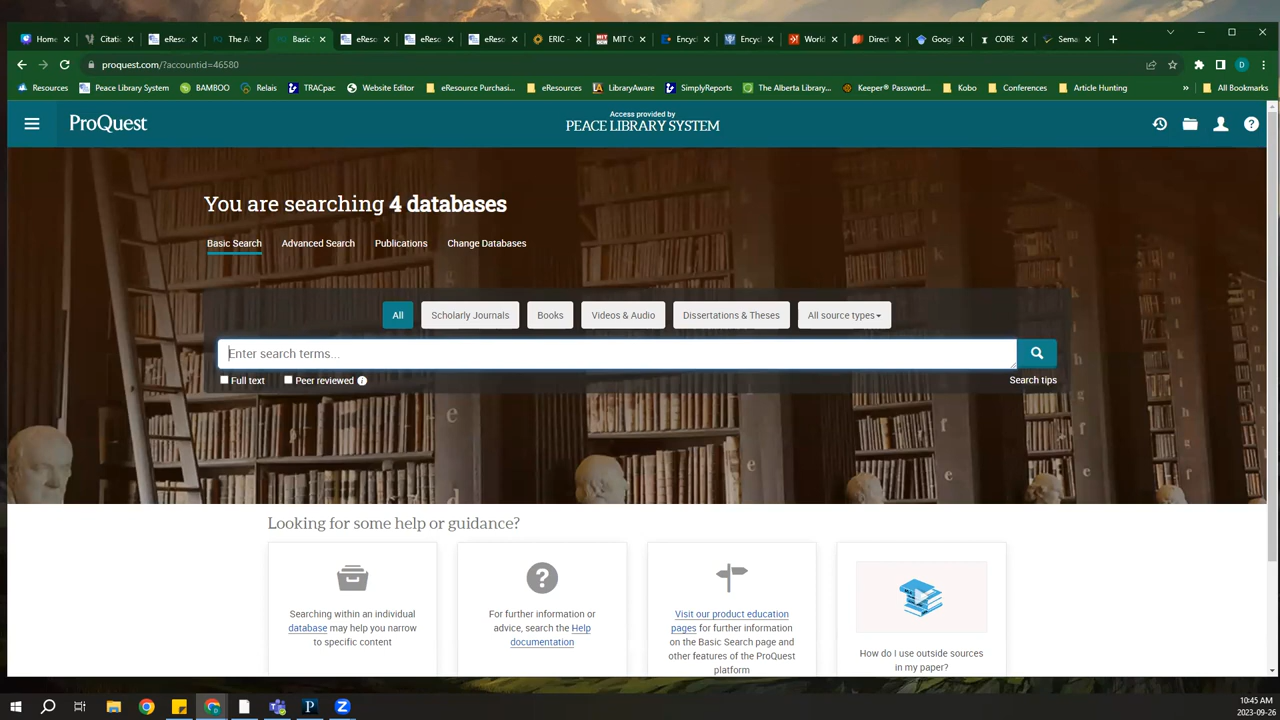 Home
Citatio
eReso
The A
Basic
eReso
eReso
eReso
ERIC -
MIT C
Encycl
Encycl
World
Direct
Googl
CORE
Sema
proquest.com/?accountid=46580
D
Resources
Peace Library System
BAMBOO
Relais
TRACpac
Website Editor
eResource Purchasi...
eResources
LibraryAware
SimplyReports
The Alberta Library...
Keeper® Password...
Kobo
Conferences
Article Hunting
»
All Bookmarks
ProQuest
Access provided by
PEACE LIBRARY SYSTEM
You are searching 4 databases
Basic Search
Advanced Search
Publications
Change Databases
All
Scholarly Journals
Books
Videos & Audio
Dissertations & Theses
All source types
Enter search terms...
Full text
Peer reviewed
Search tips
Looking for some help or guidance?
Searching within an individual
database may help you narrow
to specific content
For further information or
advice, search the Help
documentation
Visit our product education
pages for further information
on the Basic Search page and
other features of the ProQuest
platform
How do I use outside sources
in my paper?
10:45 AM
2023-09-26